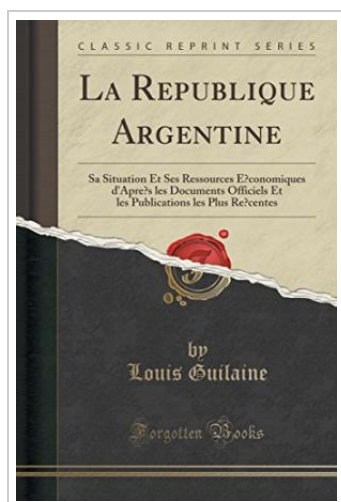 CLASSIC REPRINT SERIES
LA REPUBLIQUE
ARGENTINE
Sa Situation Et Ses Ressources E?conomiques
d'Apre?s les Documents Officiels Et
les Publications les Plus Re?centes
by
Louis Guilaine
Forgotten Books